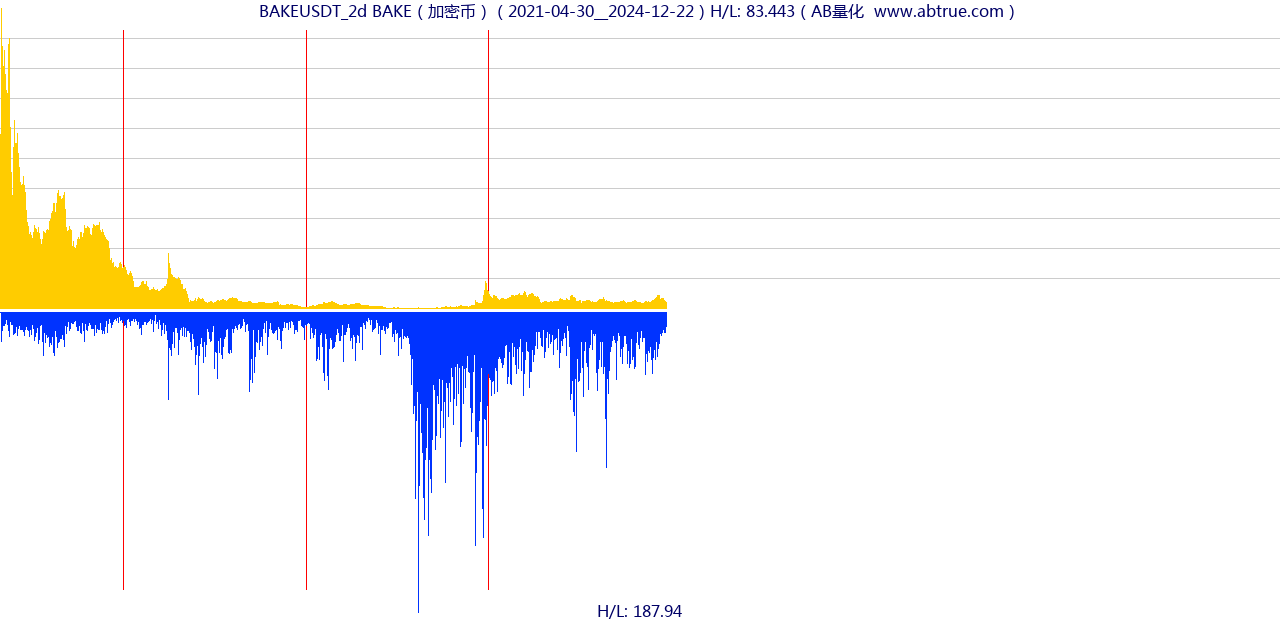 BAKEUSDT_2d BAKE（加密币）（2021-04-30__2024-12-22）H/L: 83.443（AB量化  www.abtrue.com）
H/L: 187.94